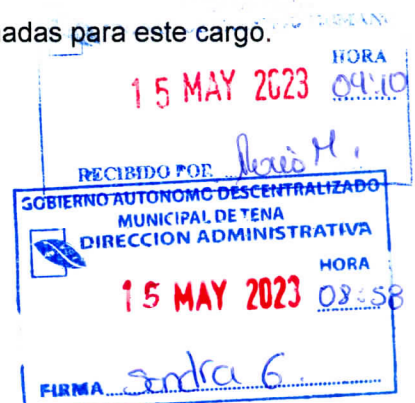 adas para este cargo.
HORA
15 MAY 2023 09:10
RECIBIDO POR
GOBIERNO AUTONOMO DESCENTRALIZADO
MUNICIPAL DE TENA
DIRECCION ADMINISTRATIVA
HORA
15 MAY 2023 08:58
FIRMA Sandra G.